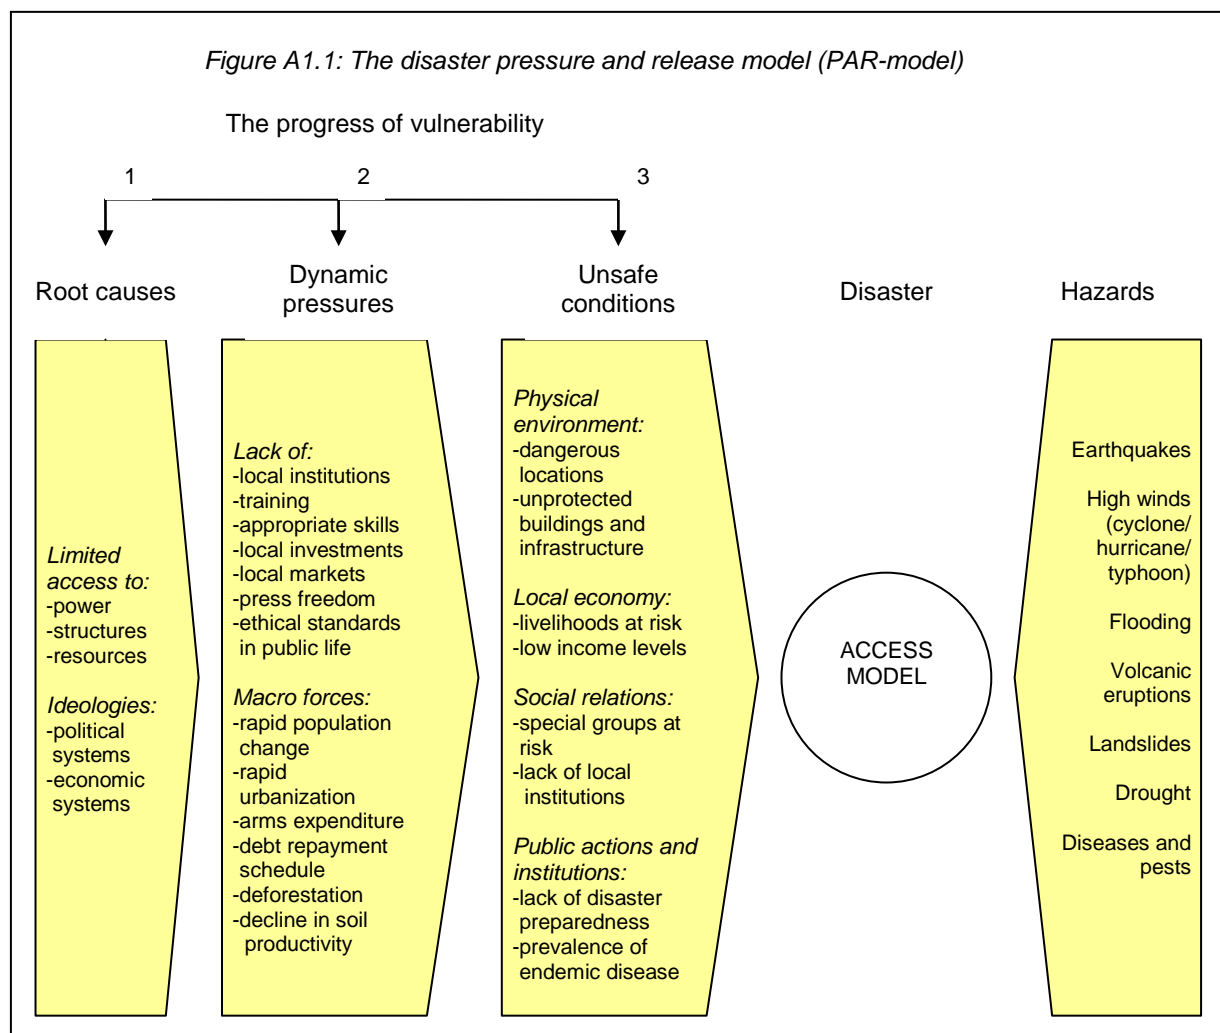 Figure A1.1: The disaster pressure and release model (PAR-model)
The progress of vulnerability
1
2
3
Root causes
Dynamic
pressures
Unsafe
conditions
Disaster
Hazards
Limited
access to:
-power
-structures
-resources
Ideologies:
-political
systems
-economic
systems
Lack of:
-local institutions
-training
-appropriate skills
-local investments
-local markets
-press freedom
-ethical standards
in public life
Macro forces:
-rapid population
change
-rapid
urbanization
-arms expenditure
-debt repayment
schedule
-deforestation
-decline in soil
productivity
Physical
environment:
-dangerous
locations
-unprotected
buildings and
infrastructure
Local economy:
-livelihoods at risk
-low income levels
Social relations:
-special groups at
risk
-lack of local
institutions
Public actions and
institutions:
-lack of disaster
preparedness
-prevalence of
endemic disease
ACCESS
MODEL
Earthquakes
High winds
(cyclone/
hurricane/
typhoon)
Flooding
Volcanic
eruptions
Landslides
Drought
Diseases and
pests